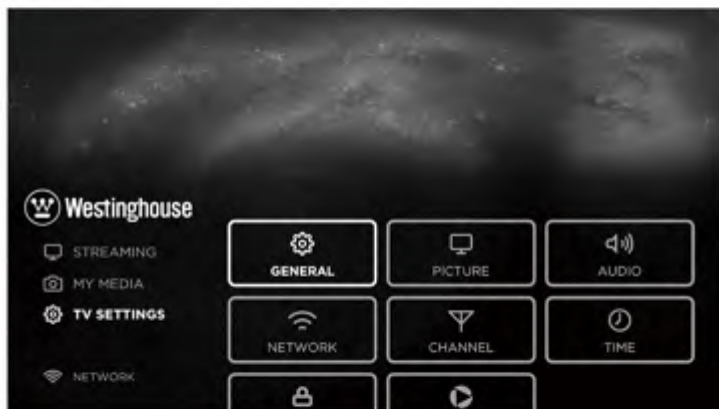 Westinghouse
STREAMING
MY MEDIA
TV SETTINGS
NETWORK
GENERAL
PICTURE
AUDIO
NETWORK
CHANNEL
TIME